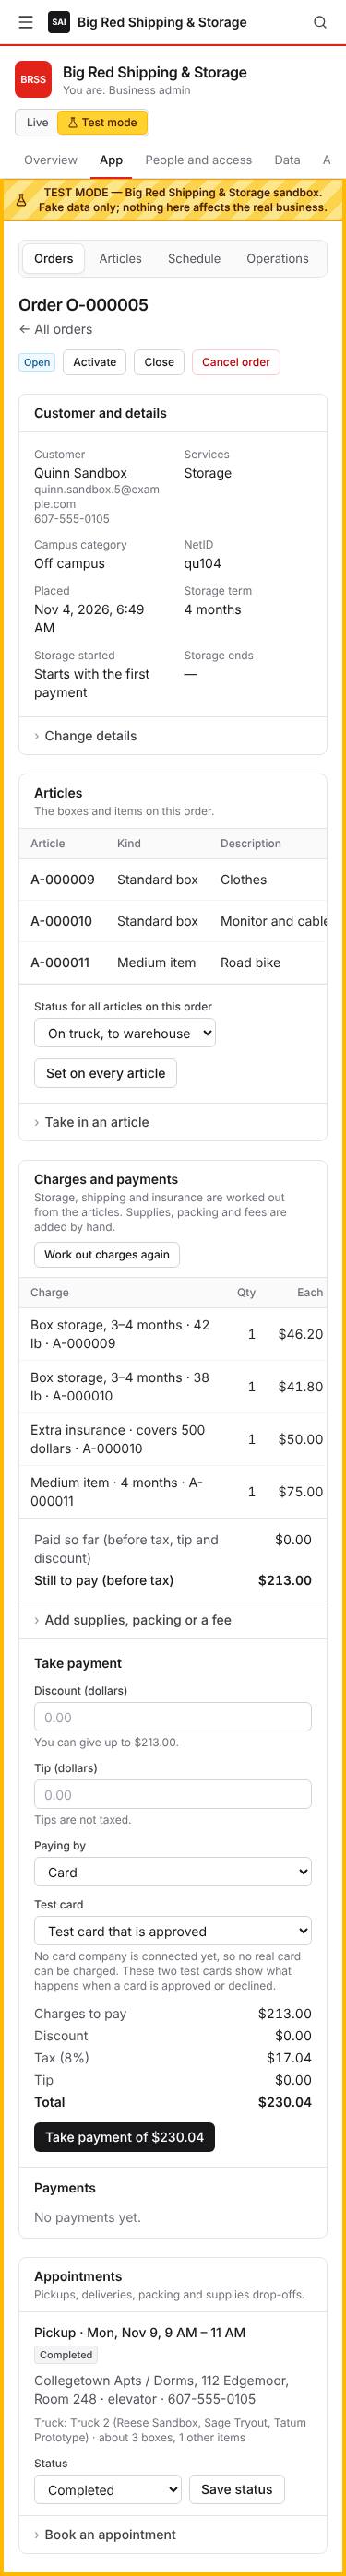 SAI Big Red Shipping & Storage
BRSS Big Red Shipping & Storage
You are: Business admin
Live Test mode
Overview App People and access Data A
TEST MODE — Big Red Shipping & Storage sandbox.
Fake data only; nothing here affects the real business.
Orders Articles Schedule Operations
Order O-000005
← All orders
Open Activate Close Cancel order
Customer and details
Customer Services
Quinn Sandbox Storage
quinn.sandbox.5@exam
ple.com
607-555-0105
Campus category NetID
Off campus qu104
Placed Storage term
Nov 4, 2026, 6:49 4 months
AM
Storage started Storage ends
Starts with the first —
payment
› Change details
Articles
The boxes and items on this order.
Article Kind Description
A-000009 Standard box Clothes
A-000010 Standard box Monitor and cable
A-000011 Medium item Road bike
Status for all articles on this order
On truck, to warehouse
Set on every article
› Take in an article
Charges and payments
Storage, shipping and insurance are worked out
from the articles. Supplies, packing and fees are
added by hand.
Work out charges again
Charge Qty Each
Box storage, 3–4 months · 42 1 $46.20
lb · A-000009
Box storage, 3–4 months · 38 1 $41.80
lb · A-000010
Extra insurance · covers 500 1 $50.00
dollars · A-000010
Medium item · 4 months · A- 1 $75.00
000011
Paid so far (before tax, tip and $0.00
discount)
Still to pay (before tax) $213.00
› Add supplies, packing or a fee
Take payment
Discount (dollars)
0.00
You can give up to $213.00.
Tip (dollars)
0.00
Tips are not taxed.
Paying by
Card
Test card
Test card that is approved
No card company is connected yet, so no real card
can be charged. These two test cards show what
happens when a card is approved or declined.
Charges to pay $213.00
Discount $0.00
Tax (8%) $17.04
Tip $0.00
Total $230.04
Take payment of $230.04
Payments
No payments yet.
Appointments
Pickups, deliveries, packing and supplies drop-offs.
Pickup · Mon, Nov 9, 9 AM – 11 AM
Completed
Collegetown Apts / Dorms, 112 Edgemoor,
Room 248 · elevator · 607-555-0105
Truck: Truck 2 (Reese Sandbox, Sage Tryout, Tatum
Prototype) · about 3 boxes, 1 other items
Status
Completed Save status
› Book an appointment